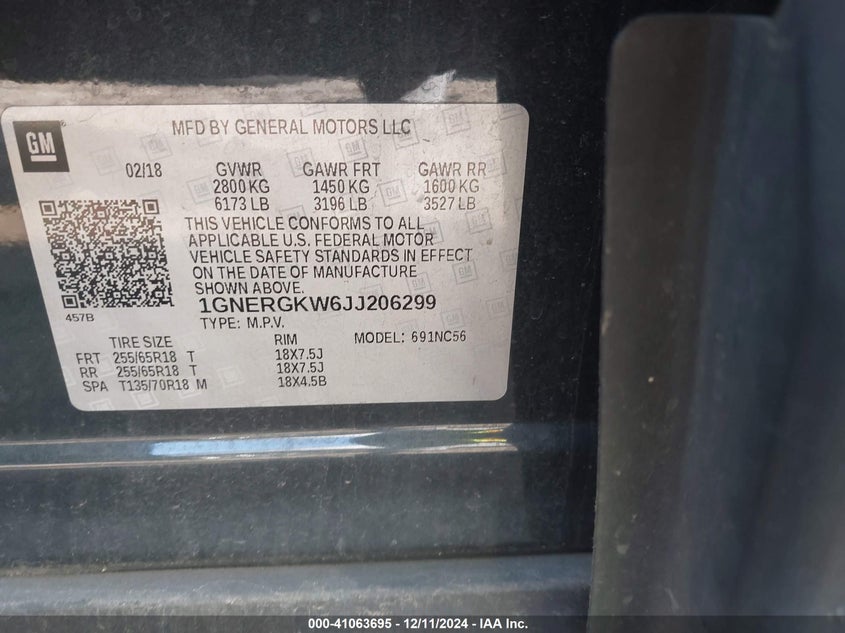 GM
MFD BY GENERAL MOTORS LLC
02/18 GVWR GAWR FRT GAWR RR
2800 KG 1450 KG 1600 KG
6173 LB 3196 LB 3527 LB
THIS VEHICLE CONFORMS TO ALL
APPLICABLE U.S. FEDERAL MOTOR
VEHICLE SAFETY STANDARDS IN EFFECT
ON THE DATE OF MANUFACTURE
SHOWN ABOVE.
1GNERGKW6JJ206299
457B TYPE: M.P.V.
TIRE SIZE RIM MODEL: 691NC56
FRT 255/65R18 T 18X7.5J
RR 255/65R18 T 18X7.5J
SPA T135/70R18 M 18X4.5B
000-41063695 - 12/11/2024 - IAA Inc.